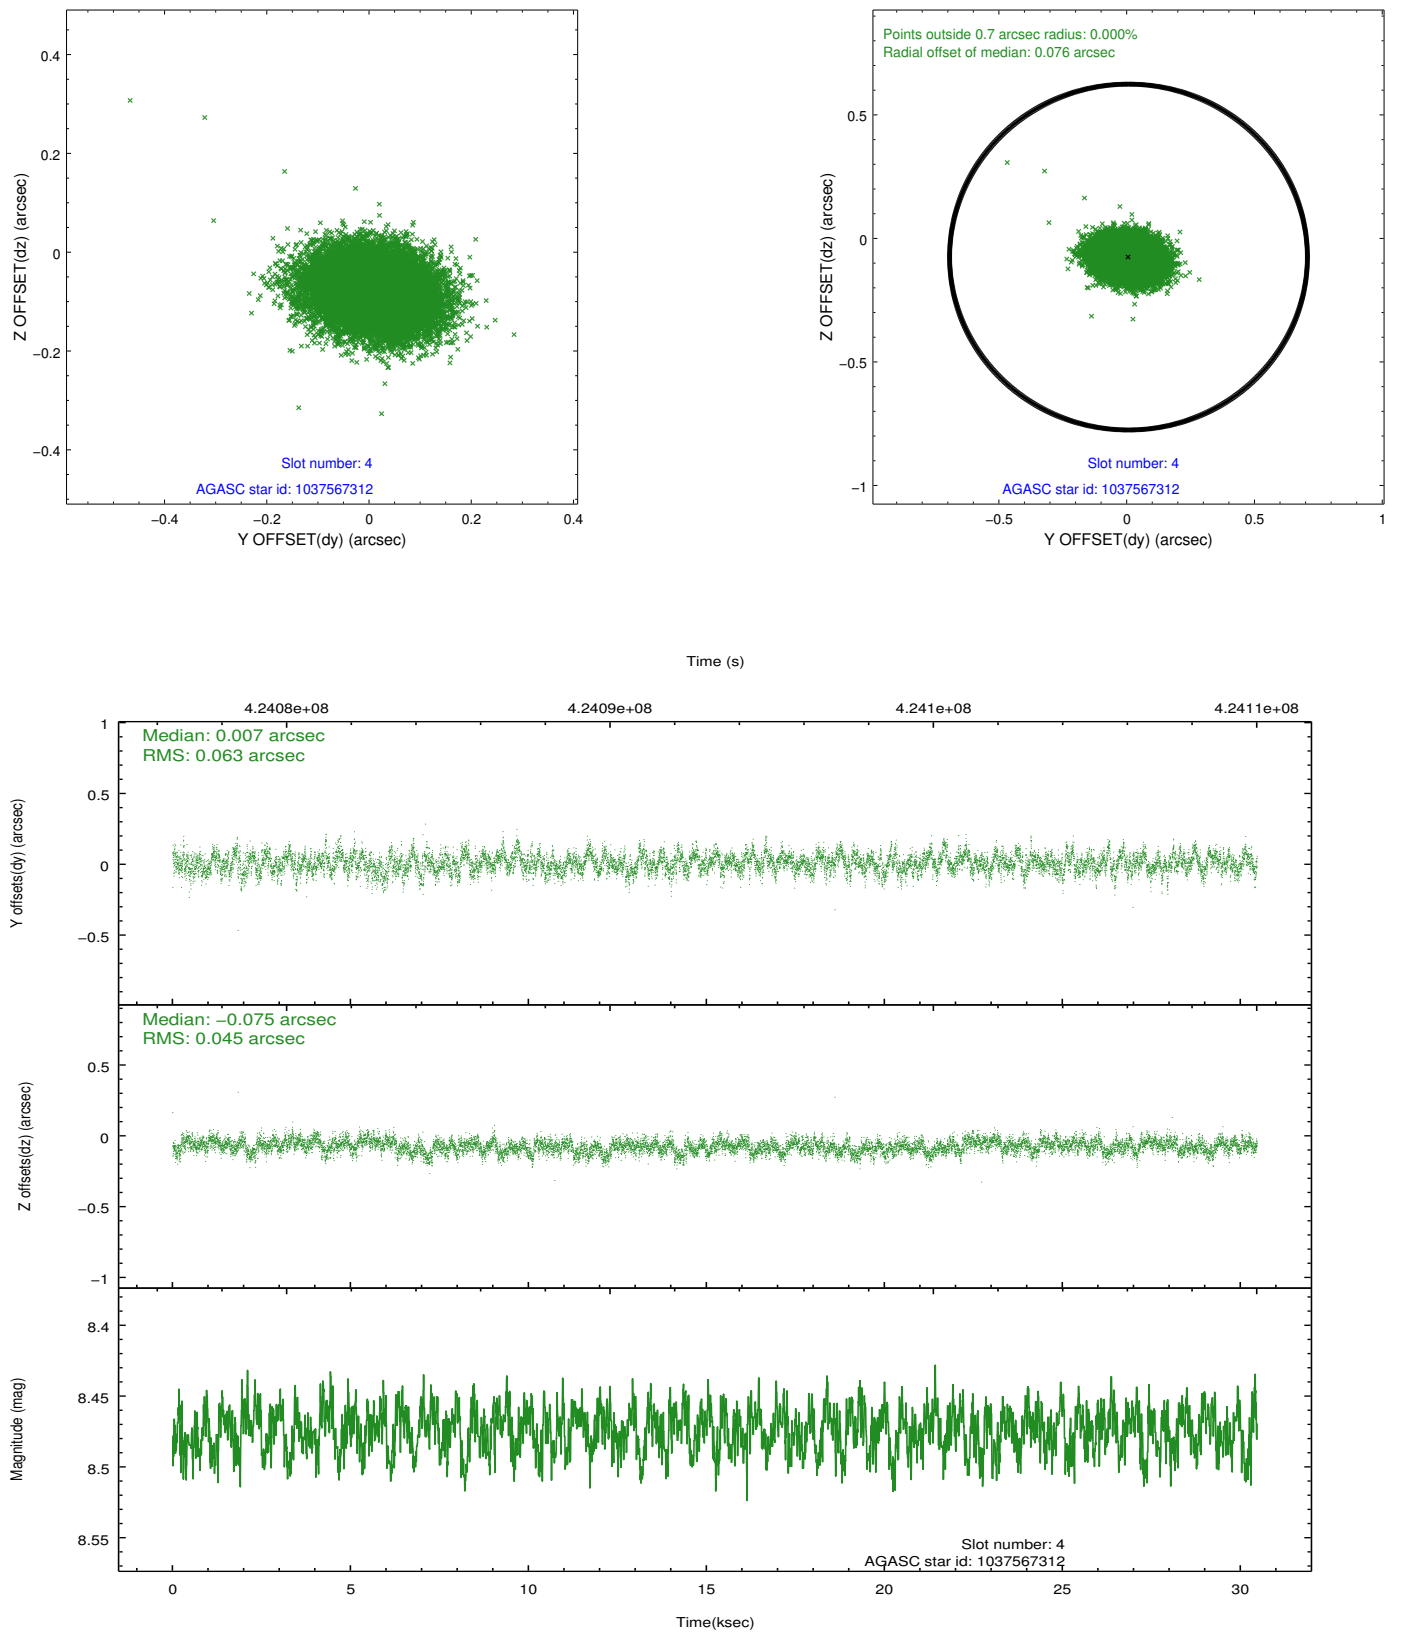 0.4
0.2
0
−0.2
−0.4
Z OFFSET(dz) (arcsec)
Slot number: 4
AGASC star id: 1037567312
−0.4 −0.2 0 0.2 0.4
Y OFFSET(dy) (arcsec)
Points outside 0.7 arcsec radius: 0.000%
Radial offset of median: 0.076 arcsec
0.5
0
−0.5
−1
Z OFFSET(dz) (arcsec)
Slot number: 4
AGASC star id: 1037567312
−0.5 0 0.5 1
Y OFFSET(dy) (arcsec)
Time (s)
4.2408e+08 4.2409e+08 4.241e+08 4.2411e+08
Median: 0.007 arcsec
RMS: 0.063 arcsec
1
0.5
0
−0.5
Y offsets(dy) (arcsec)
Median: −0.075 arcsec
RMS: 0.045 arcsec
0.5
0
−0.5
−1
Z offsets(dz) (arcsec)
8.4
8.45
8.5
8.55
Magnitude (mag)
Slot number: 4
AGASC star id: 1037567312
0 5 10 15 20 25 30
Time(ksec)